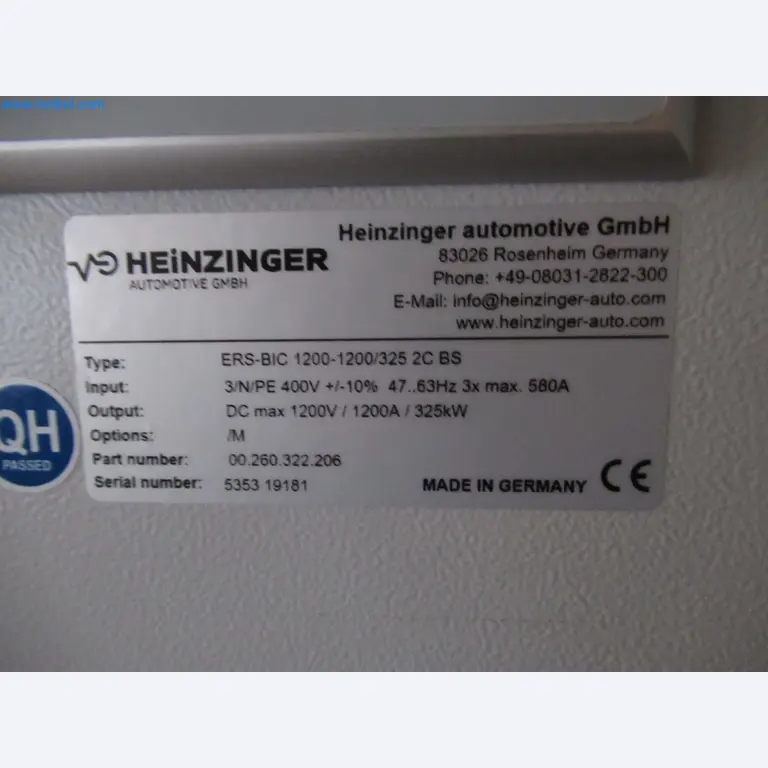 HEiNZINGER
AUTOMOTIVE GMBH
Heinzinger automotive GmbH
83026 Rosenheim Germany
Phone: +49-08031-2822-300
E-Mail: info@heinzinger-auto.com
www.heinzinger-auto.com
Type: ERS-BIC 1200-1200/325 2C BS
Input: 3/N/PE 400V +/-10% 47..63Hz 3x max. 580A
Output: DC max 1200V / 1200A / 325kW
Options: /M
Part number: 00.260.322.206
Serial number: 5353 19181
MADE IN GERMANY CE
QH
PASSED